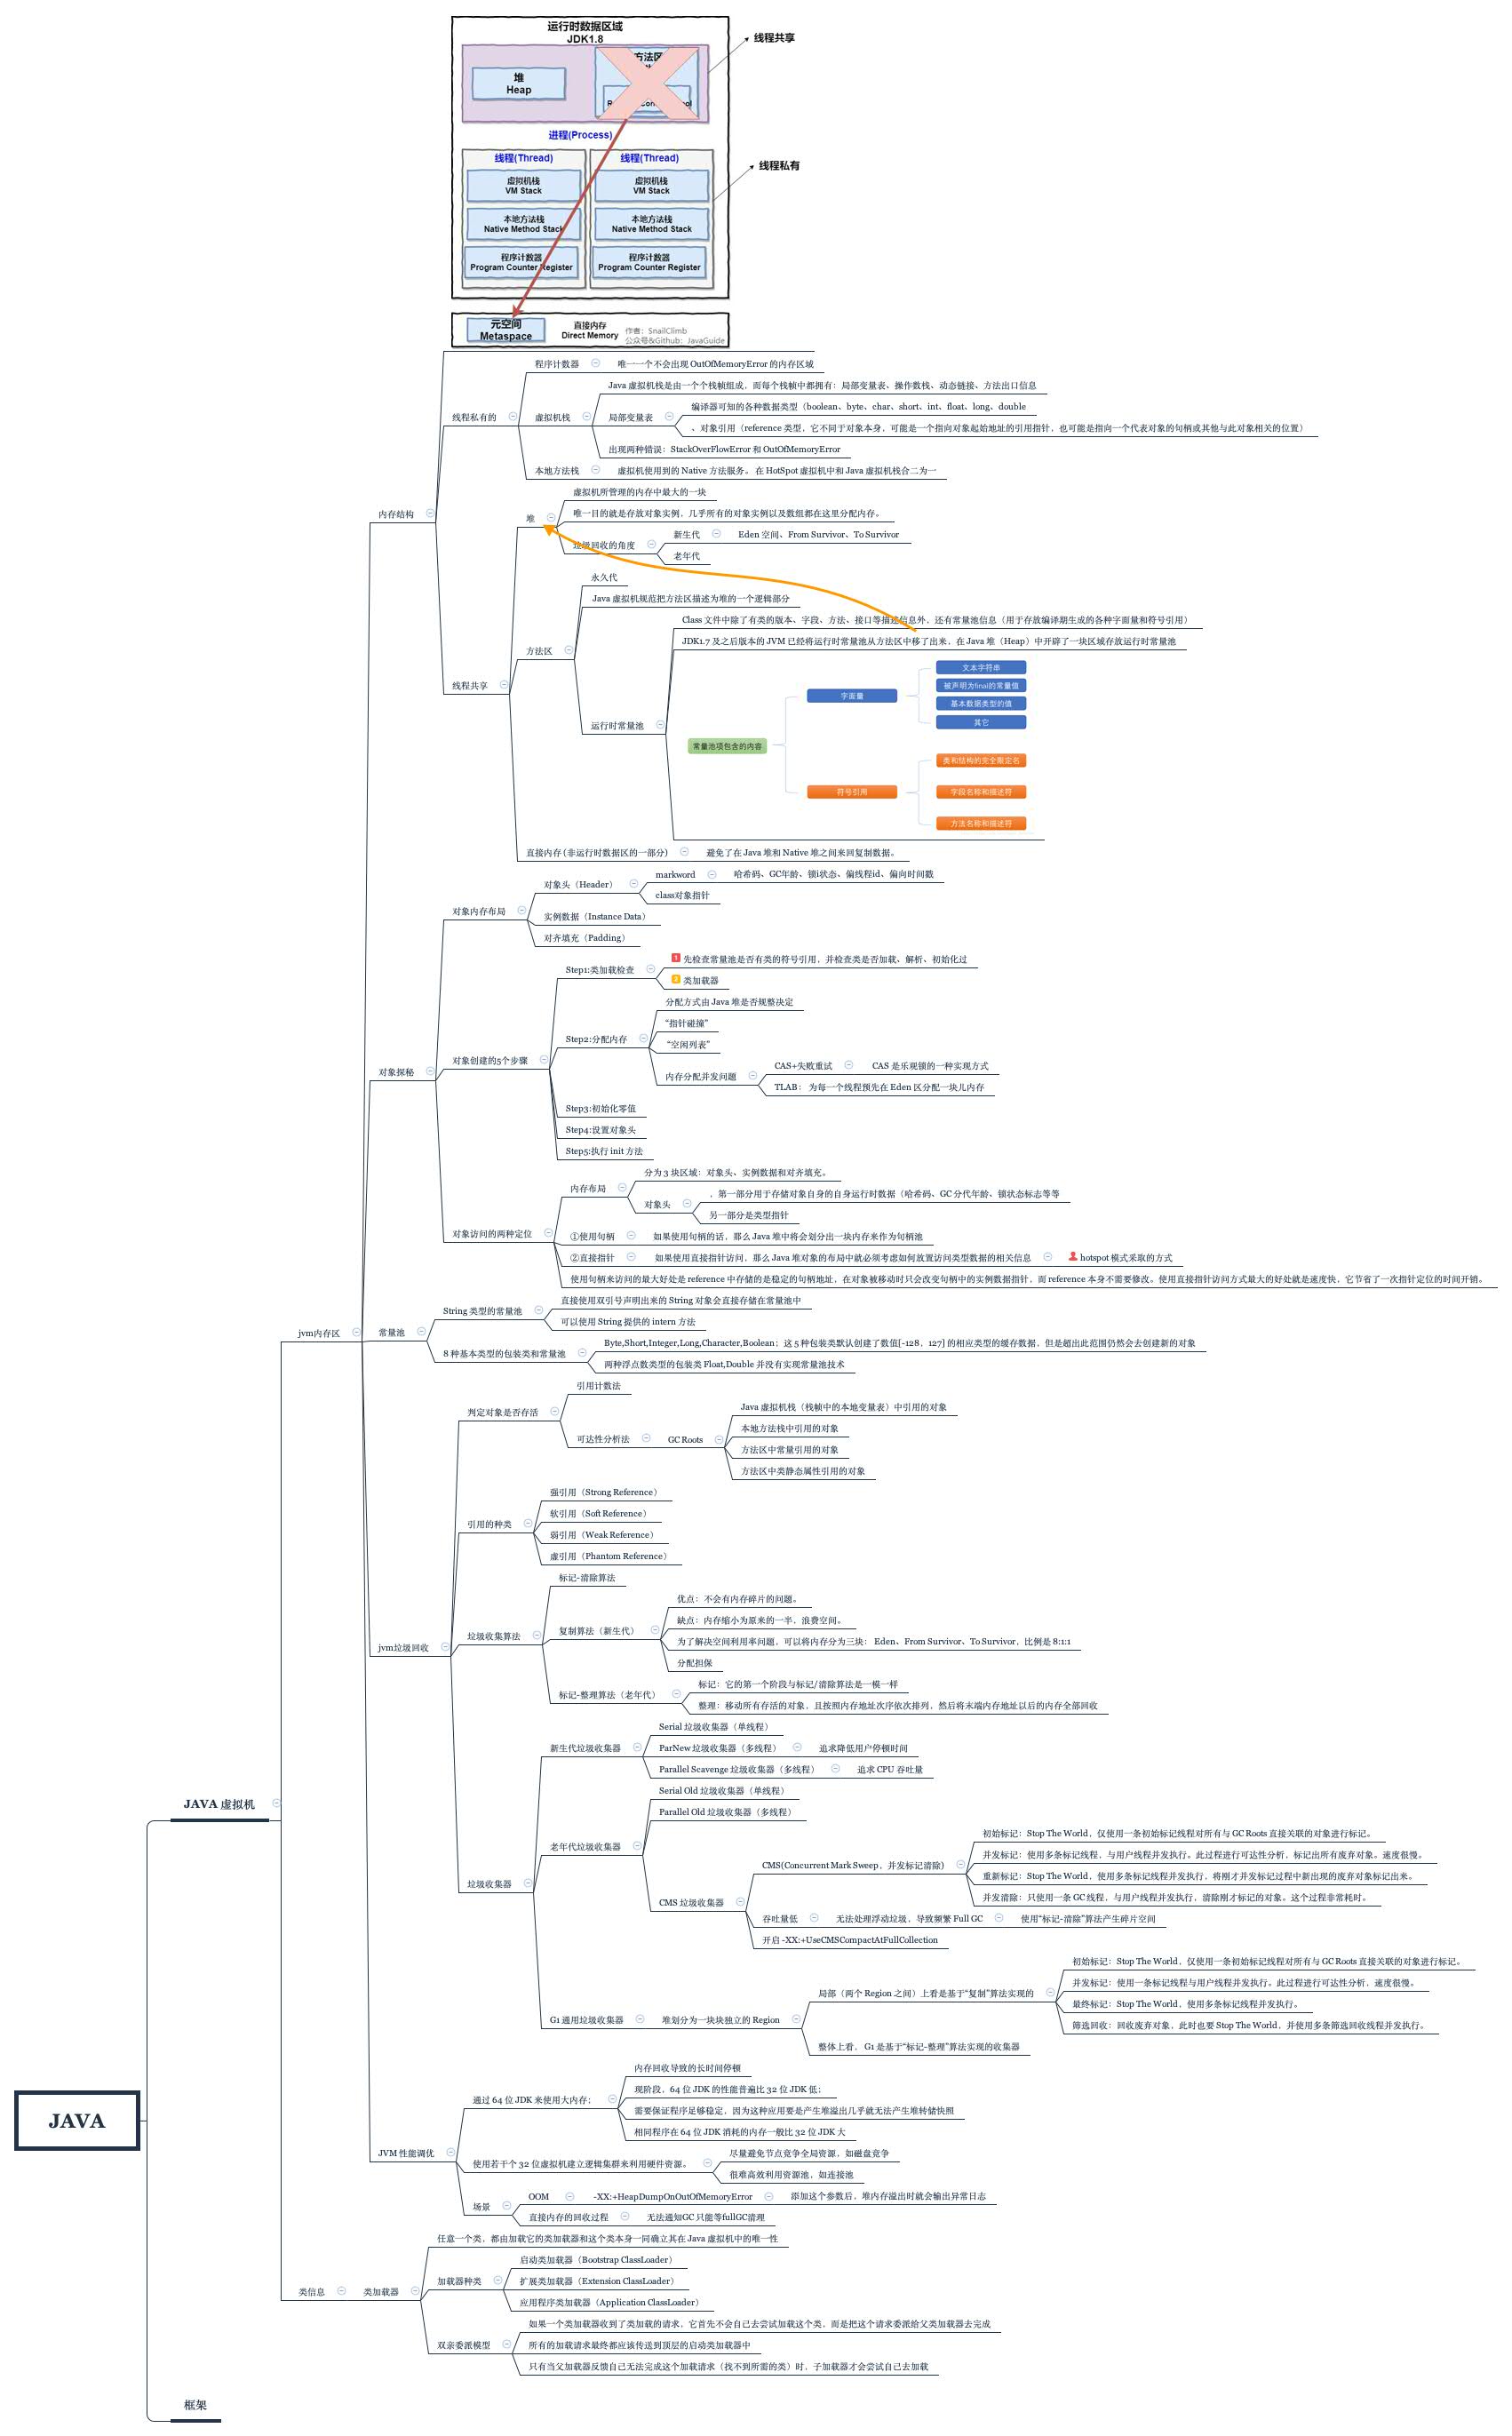 运行时数据区域
JDK1.8
线程共享
堆
Heap
方法区
进程(Process)
线程(Thread)
线程(Thread)
线程私有
虚拟机栈
VM Stack
虚拟机栈
VM Stack
本地方法栈
Native Method Stack
本地方法栈
Native Method Stack
程序计数器
Program Counter Register
程序计数器
Program Counter Register
元空间
Metaspace
直接内存
Direct Memory
作者：SnailClimb
公众号&Github：JavaGuide
程序计数器
唯一一个不会出现 OutOfMemoryError 的内存区域
Java 虚拟机栈是由一个个栈帧组成，而每个栈帧中都拥有：局部变量表、操作数栈、动态链接、方法出口信息
线程私有的
虚拟机栈
局部变量表
编译器可知的各种数据类型（boolean、byte、char、short、int、float、long、double
、对象引用（reference 类型，它不同于对象本身，可能是一个指向对象起始地址的引用指针，也可能是指向一个代表对象的句柄或其他与此对象相关的位置）
出现两种错误：StackOverFlowError 和 OutOfMemoryError
本地方法栈
虚拟机使用到的 Native 方法服务。 在 HotSpot 虚拟机中和 Java 虚拟机栈合二为一
内存结构
堆
虚拟机所管理的内存中最大的一块
唯一目的就是存放对象实例，几乎所有的对象实例以及数组都在这里分配内存。
垃圾回收的角度
新生代
Eden 空间、From Survivor、To Survivor
老年代
永久代
Java 虚拟机规范把方法区描述为堆的一个逻辑部分
方法区
Class 文件中除了有类的版本、字段、方法、接口等描述信息外，还有常量池信息（用于存放编译期生成的各种字面量和符号引用）
JDK1.7 及之后版本的 JVM 已经将运行时常量池从方法区中移了出来，在 Java 堆（Heap）中开辟了一块区域存放运行时常量池
线程共享
运行时常量池
常量池项包含的内容
字面量
文本字符串
被声明为final的常量值
基本数据类型的值
其它
符号引用
类和结构的完全限定名
字段名称和描述符
方法名称和描述符
直接内存 (非运行时数据区的一部分)
避免了在 Java 堆和 Native 堆之间来回复制数据。
对象内存布局
对象头（Header）
markword
哈希码、GC年龄、锁i状态、偏线程id、偏向时间戳
class对象指针
实例数据（Instance Data）
对齐填充（Padding）
对象探秘
对象创建的5个步骤
Step1:类加载检查
1 先检查常量池是否有类的符号引用，并检查类是否加载、解析、初始化过
2 类加载器
Step2:分配内存
分配方式由 Java 堆是否规整决定
“指针碰撞”
“空闲列表”
内存分配并发问题
CAS+失败重试
CAS 是乐观锁的一种实现方式
TLAB： 为每一个线程预先在 Eden 区分配一块儿内存
Step3:初始化零值
Step4:设置对象头
Step5:执行 init 方法
对象访问的两种定位
内存布局
分为 3 块区域：对象头、实例数据和对齐填充。
对象头
，第一部分用于存储对象自身的自身运行时数据（哈希码、GC 分代年龄、锁状态标志等等
另一部分是类型指针
①使用句柄
如果使用句柄的话，那么 Java 堆中将会划分出一块内存来作为句柄池
②直接指针
如果使用直接指针访问，那么 Java 堆对象的布局中就必须考虑如何放置访问类型数据的相关信息
hotspot 模式采取的方式
使用句柄来访问的最大好处是 reference 中存储的是稳定的句柄地址，在对象被移动时只会改变句柄中的实例数据指针，而 reference 本身不需要修改。使用直接指针访问方式最大的好处就是速度快，它节省了一次指针定位的时间开销。
jvm内存区
常量池
String 类型的常量池
直接使用双引号声明出来的 String 对象会直接存储在常量池中
可以使用 String 提供的 intern 方法
8 种基本类型的包装类和常量池
Byte,Short,Integer,Long,Character,Boolean；这 5 种包装类默认创建了数值[-128，127] 的相应类型的缓存数据，但是超出此范围仍然会去创建新的对象
两种浮点数类型的包装类 Float,Double 并没有实现常量池技术
jvm垃圾回收
判定对象是否存活
引用计数法
可达性分析法
GC Roots
Java 虚拟机栈（栈帧中的本地变量表）中引用的对象
本地方法栈中引用的对象
方法区中常量引用的对象
方法区中类静态属性引用的对象
引用的种类
强引用（Strong Reference）
软引用（Soft Reference）
弱引用（Weak Reference）
虚引用（Phantom Reference）
垃圾收集算法
标记-清除算法
复制算法（新生代）
优点：不会有内存碎片的问题。
缺点：内存缩小为原来的一半，浪费空间。
为了解决空间利用率问题，可以将内存分为三块： Eden、From Survivor、To Survivor，比例是 8:1:1
分配担保
标记-整理算法（老年代）
标记：它的第一个阶段与标记/清除算法是一模一样
整理：移动所有存活的对象，且按照内存地址次序依次排列，然后将末端内存地址以后的内存全部回收
垃圾收集器
新生代垃圾收集器
Serial 垃圾收集器（单线程）
ParNew 垃圾收集器（多线程）
追求降低用户停顿时间
Parallel Scavenge 垃圾收集器（多线程）
追求 CPU 吞吐量
老年代垃圾收集器
Serial Old 垃圾收集器（单线程）
Parallel Old 垃圾收集器（多线程）
CMS 垃圾收集器
CMS(Concurrent Mark Sweep，并发标记清除)
初始标记：Stop The World，仅使用一条初始标记线程对所有与 GC Roots 直接关联的对象进行标记。
并发标记：使用多条标记线程，与用户线程并发执行。此过程进行可达性分析，标记出所有废弃对象。速度很慢。
重新标记：Stop The World，使用多条标记线程并发执行，将刚才并发标记过程中新出现的废弃对象标记出来。
并发清除：只使用一条 GC 线程，与用户线程并发执行，清除刚才标记的对象。这个过程非常耗时。
吞吐量低
无法处理浮动垃圾，导致频繁 Full GC
使用“标记-清除”算法产生碎片空间
开启 -XX:+UseCMSCompactAtFullCollection
G1 通用垃圾收集器
堆划分为一块块独立的 Region
局部（两个 Region 之间）上看是基于“复制”算法实现的
初始标记：Stop The World，仅使用一条初始标记线程对所有与 GC Roots 直接关联的对象进行标记。
并发标记：使用一条标记线程与用户线程并发执行。此过程进行可达性分析，速度很慢。
最终标记：Stop The World，使用多条标记线程并发执行。
筛选回收：回收废弃对象，此时也要 Stop The World，并使用多条筛选回收线程并发执行。
整体上看， G1 是基于“标记-整理”算法实现的收集器
JVM 性能调优
通过 64 位 JDK 来使用大内存；
内存回收导致的长时间停顿
现阶段，64 位 JDK 的性能普遍比 32 位 JDK 低；
需要保证程序足够稳定，因为这种应用要是产生堆溢出几乎就无法产生堆转储快照
相同程序在 64 位 JDK 消耗的内存一般比 32 位 JDK 大
使用若干个 32 位虚拟机建立逻辑集群来利用硬件资源。
尽量避免节点竞争全局资源，如磁盘竞争
很难高效利用资源池，如连接池
场景
OOM
-XX:+HeapDumpOnOutOfMemoryError
添加这个参数后，堆内存溢出时就会输出异常日志
直接内存的回收过程
无法通知GC 只能等fullGC清理
JAVA 虚拟机
类信息
类加载器
任意一个类，都由加载它的类加载器和这个类本身一同确立其在 Java 虚拟机中的唯一性
加载器种类
启动类加载器（Bootstrap ClassLoader）
扩展类加载器（Extension ClassLoader）
应用程序类加载器（Application ClassLoader）
双亲委派模型
如果一个类加载器收到了类加载的请求，它首先不会自己去尝试加载这个类，而是把这个请求委派给父类加载器去完成
所有的加载请求最终都应该传送到顶层的启动类加载器中
只有当父加载器反馈自己无法完成这个加载请求（找不到所需的类）时，子加载器才会尝试自己去加载
JAVA
框架